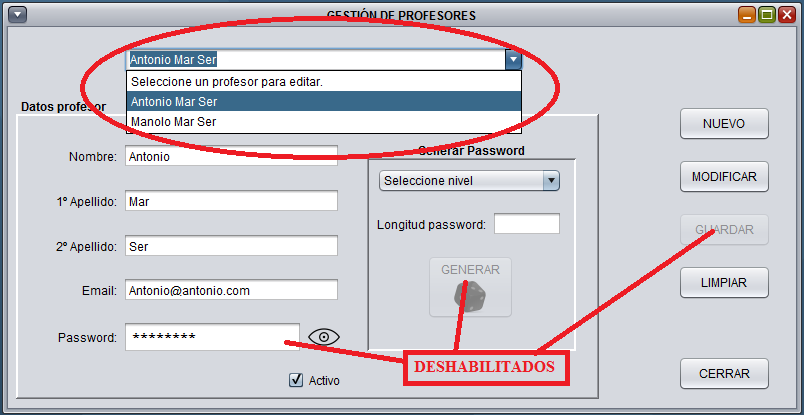 GESTIÓN DE PROFESORES
Antonio Mar Ser
Seleccione un profesor para editar.
Antonio Mar Ser
Manolo Mar Ser
Datos profesor
Nombre: Antonio
1º Apellido: Mar
2º Apellido: Ser
Email: Antonio@antonio.com
Password: ********
Activo
Generar Password
Seleccione nivel
Longitud password:
GENERAR
DESHABILITADOS
NUEVO
MODIFICAR
GUARDAR
LIMPIAR
CERRAR